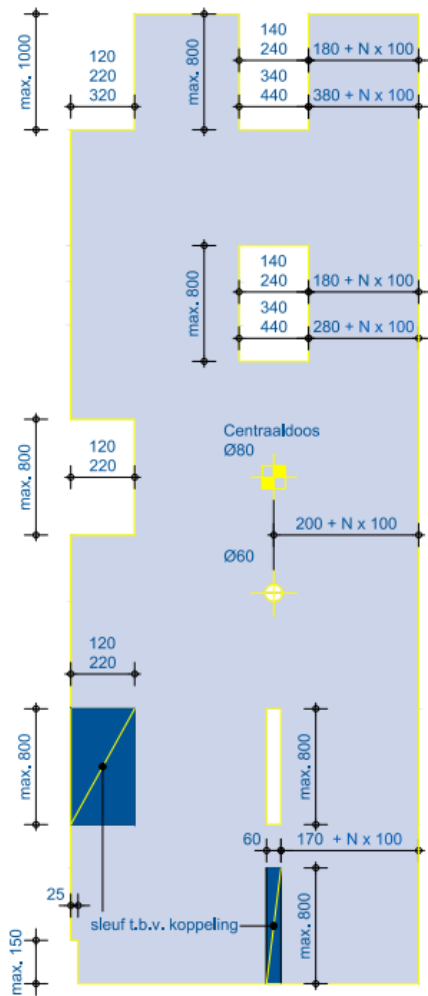 max. 1000
120
220
320
max. 800
140
240
180 + N x 100
340
440
380 + N x 100
max. 800
140
240
180 + N x 100
340
440
280 + N x 100
max. 800
120
220
Centraaldoos
Ø80
200 + N x 100
Ø60
120
220
max. 800
max. 800
60
170 + N x 100
25
sleuf t.b.v. koppeling
max. 800
max. 150